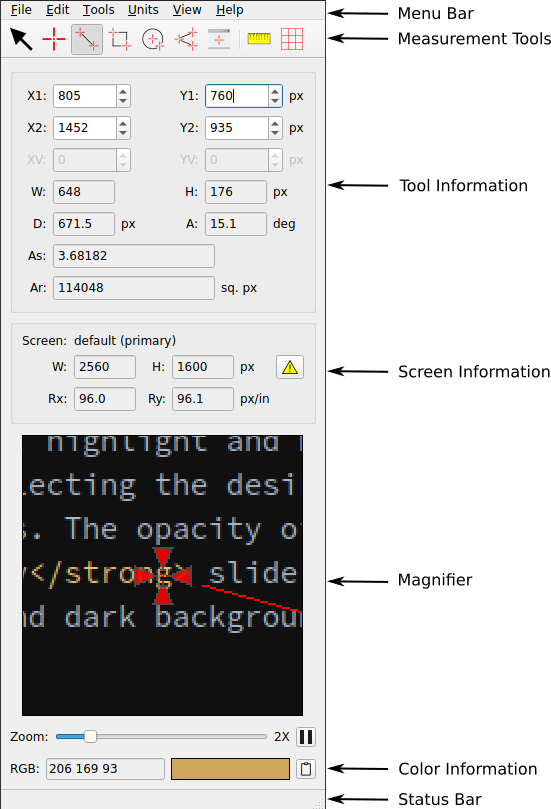 File Edit Tools Units View Help
Menu Bar
Measurement Tools
X1: 805 Y1: 760 px
X2: 1452 Y2: 935 px
XV: 0 YV: 0 px
Tool Information
W: 648 H: 176 px
D: 671.5 px A: 15.1 deg
As: 3.68182
Ar: 114048 sq. px
Screen: default (primary)
W: 2560 H: 1600 px
Screen Information
Rx: 96.0 Ry: 96.1 px/in
highlight and
lecting the desi
s. The opacity o
y</strong> slide
Magnifier
nd dark backgroun
Zoom: 2X
RGB: 206 169 93
Color Information
Status Bar